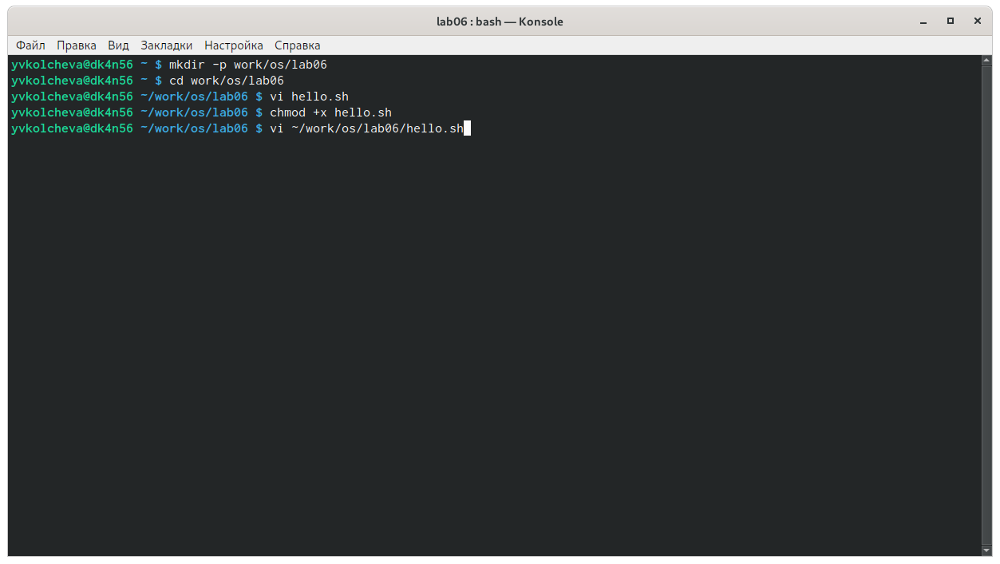 lab06 : bash — Konsole
Файл Правка Вид Закладки Настройка Справка
yvkolcheva@dk4n56 ~ $ mkdir -p work/os/lab06
yvkolcheva@dk4n56 ~ $ cd work/os/lab06
yvkolcheva@dk4n56 ~/work/os/lab06 $ vi hello.sh
yvkolcheva@dk4n56 ~/work/os/lab06 $ chmod +x hello.sh
yvkolcheva@dk4n56 ~/work/os/lab06 $ vi ~/work/os/lab06/hello.sh